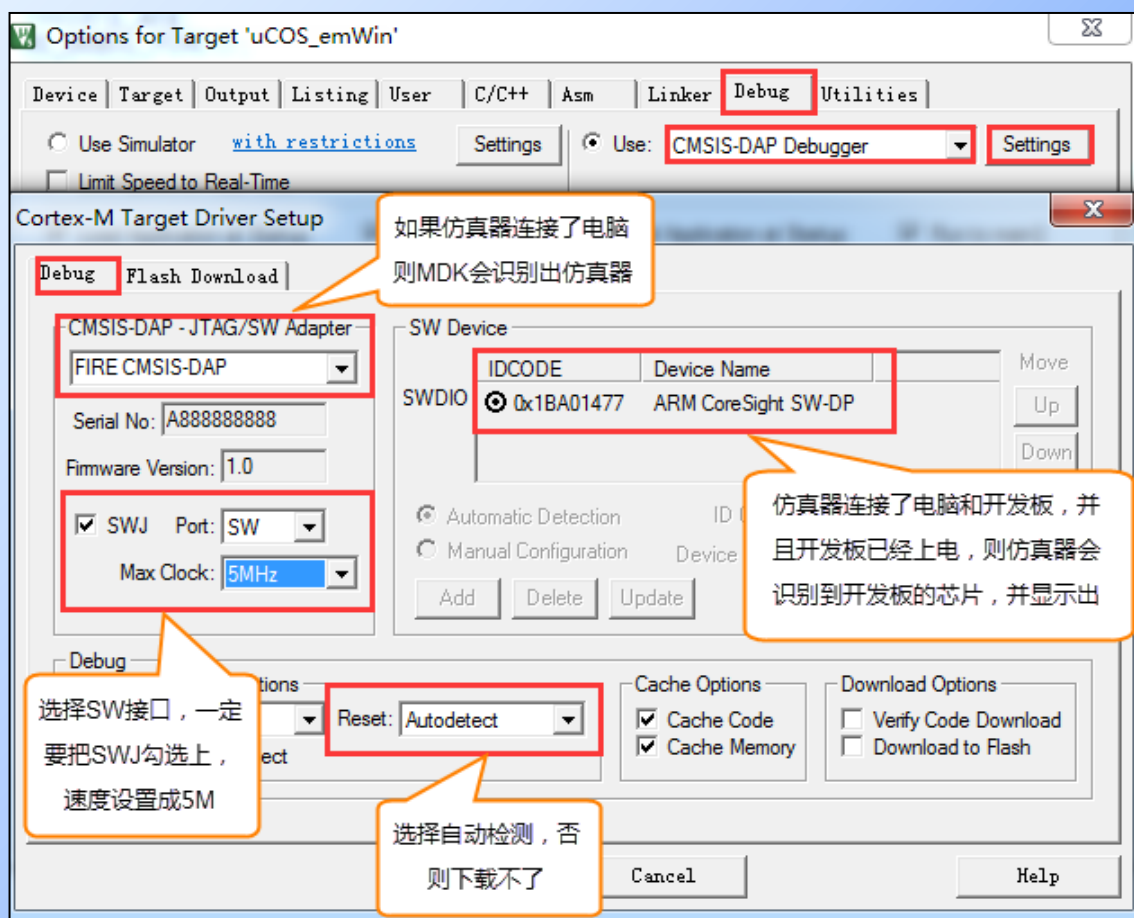 Options for Target 'uCOS_emWin'
Device Target Output Listing User C/C++ Asm Linker Debug Utilities
Use Simulator with restrictions Settings Use: CMSIS-DAP Debugger Settings
Limit Speed to Real-Time
Cortex-M Target Driver Setup
如果仿真器连接了电脑
则MDK会识别出仿真器
Debug Flash Download
CMSIS-DAP - JTAG/SW Adapter
FIRE CMSIS-DAP
Serial No: A888888888
Firmware Version: 1.0
SWJ Port: SW
Max Clock: 5MHz
SW Device
IDCODE Device Name
SWDIO 0x1BA01477 ARM CoreSight SW-DP
Move
Up
Down
Automatic Detection ID
Manual Configuration Device
Add Delete Update
仿真器连接了电脑和开发板，并
且开发板已经上电，则仿真器会
识别到开发板的芯片，并显示出
Debug
选择SW接口，一定
要把SWJ勾选上，
速度设置成5M
Reset: Autodetect
选择自动检测，否
则下载不了
Cache Options
Cache Code
Cache Memory
Download Options
Verify Code Download
Download to Flash
Cancel Help